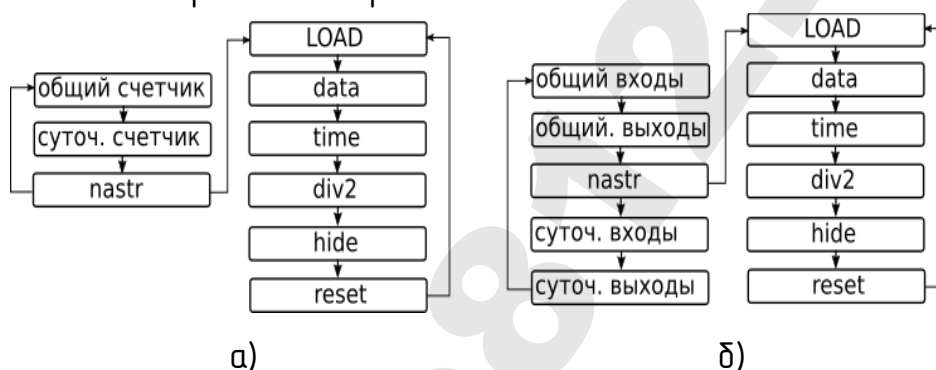 LOAD
общий счетчик
data
суточ. счетчик
time
nastr
div2
hide
reset
а)
LOAD
общий входы
data
общий. выходы
time
nastr
div2
суточ. входы
hide
суточ. выходы
reset
б)